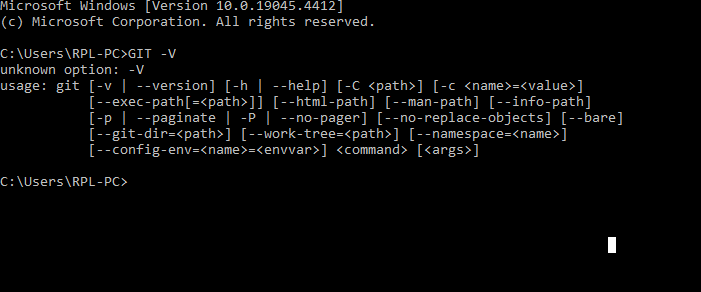 Microsoft Windows [Version 10.0.19045.4412]
(c) Microsoft Corporation. All rights reserved.
C:\Users\RPL-PC>GIT -V
unknown option: -V
usage: git [-v | --version] [-h | --help] [-C <path>] [-c <name>=<value>]
[--exec-path[=<path>]] [--html-path] [--man-path] [--info-path]
[-p | --paginate | -P | --no-pager] [--no-replace-objects] [--bare]
[--git-dir=<path>] [--work-tree=<path>] [--namespace=<name>]
[--config-env=<name>=<envvar>] <command> [<args>]
C:\Users\RPL-PC>